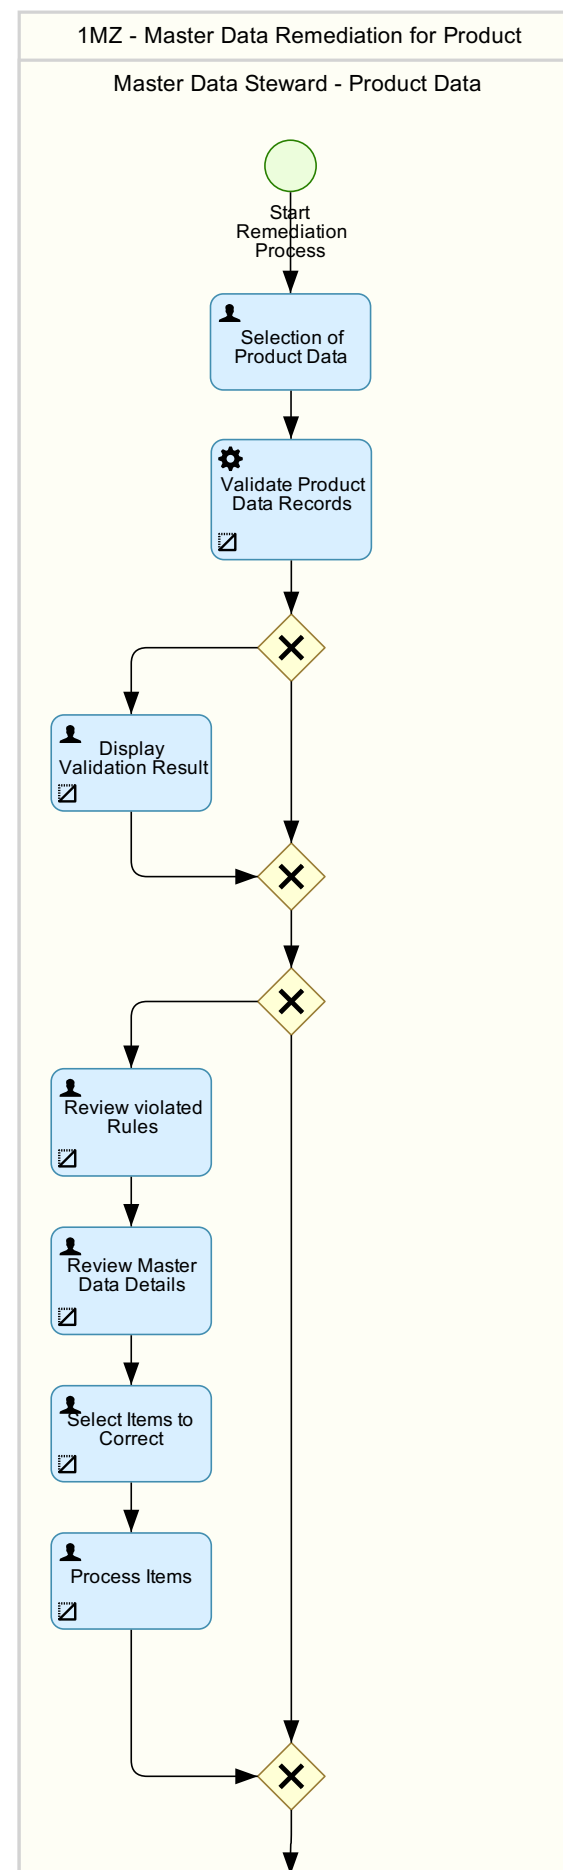 1MZ - Master Data Remediation for Product
Master Data Steward - Product Data
Start
Remediation
Process
Selection of
Product Data
Validate Product
Data Records
Display
Validation Result
Review violated
Rules
Review Master
Data Details
Select Items to
Correct
Process Items